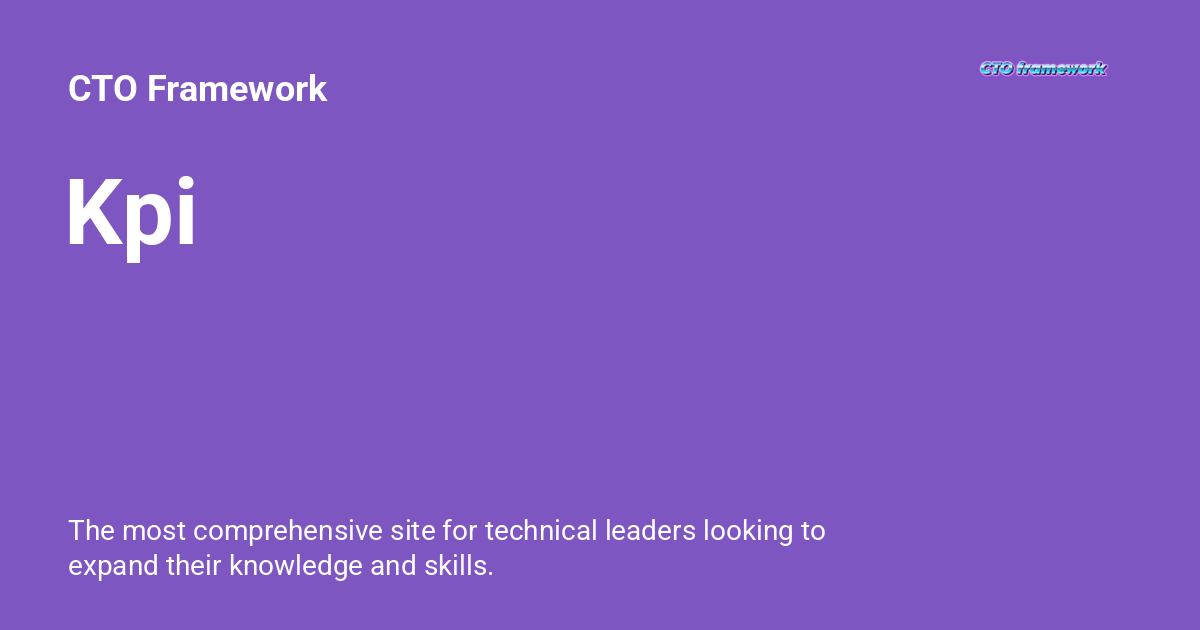 CTO Framework
CTO framework
Kpi
The most comprehensive site for technical leaders looking to
expand their knowledge and skills.